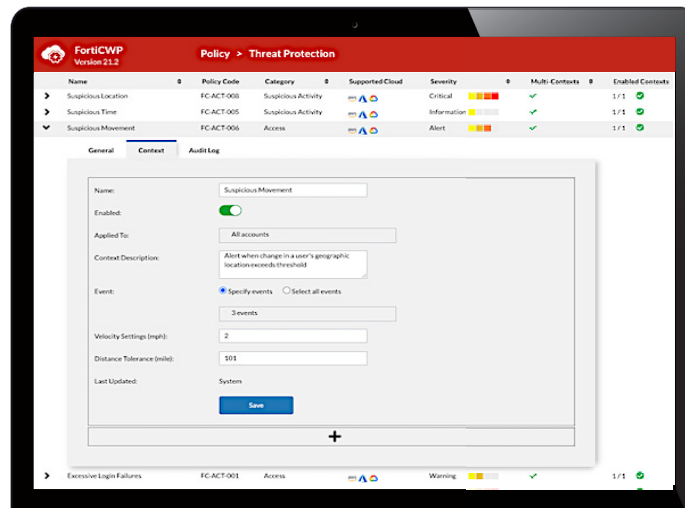 FortiCWP
Version 21.2
Policy > Threat Protection
Name Policy Code Category Supported Cloud Severity Multi-Contexts Enabled Contexts
Suspicious Location FC-ACT-008 Suspicious Activity Critical 1/1
Suspicious Time FC-ACT-005 Suspicious Activity Information 1/1
Suspicious Movement FC-ACT-006 Access Alert 1/1
General Context Audit Log
Name: Suspicious Movement
Enabled:
Applied To: All accounts
Context Description: Alert when change in a user's geographic
location exceeds threshold
Event: Specify events Select all events
3 events
Velocity Settings (mph): 2
Distance Tolerance (mile): 101
Last Updated: System
Save
+
Excessive Login Failures FC-ACT-001 Access Warning 1/1